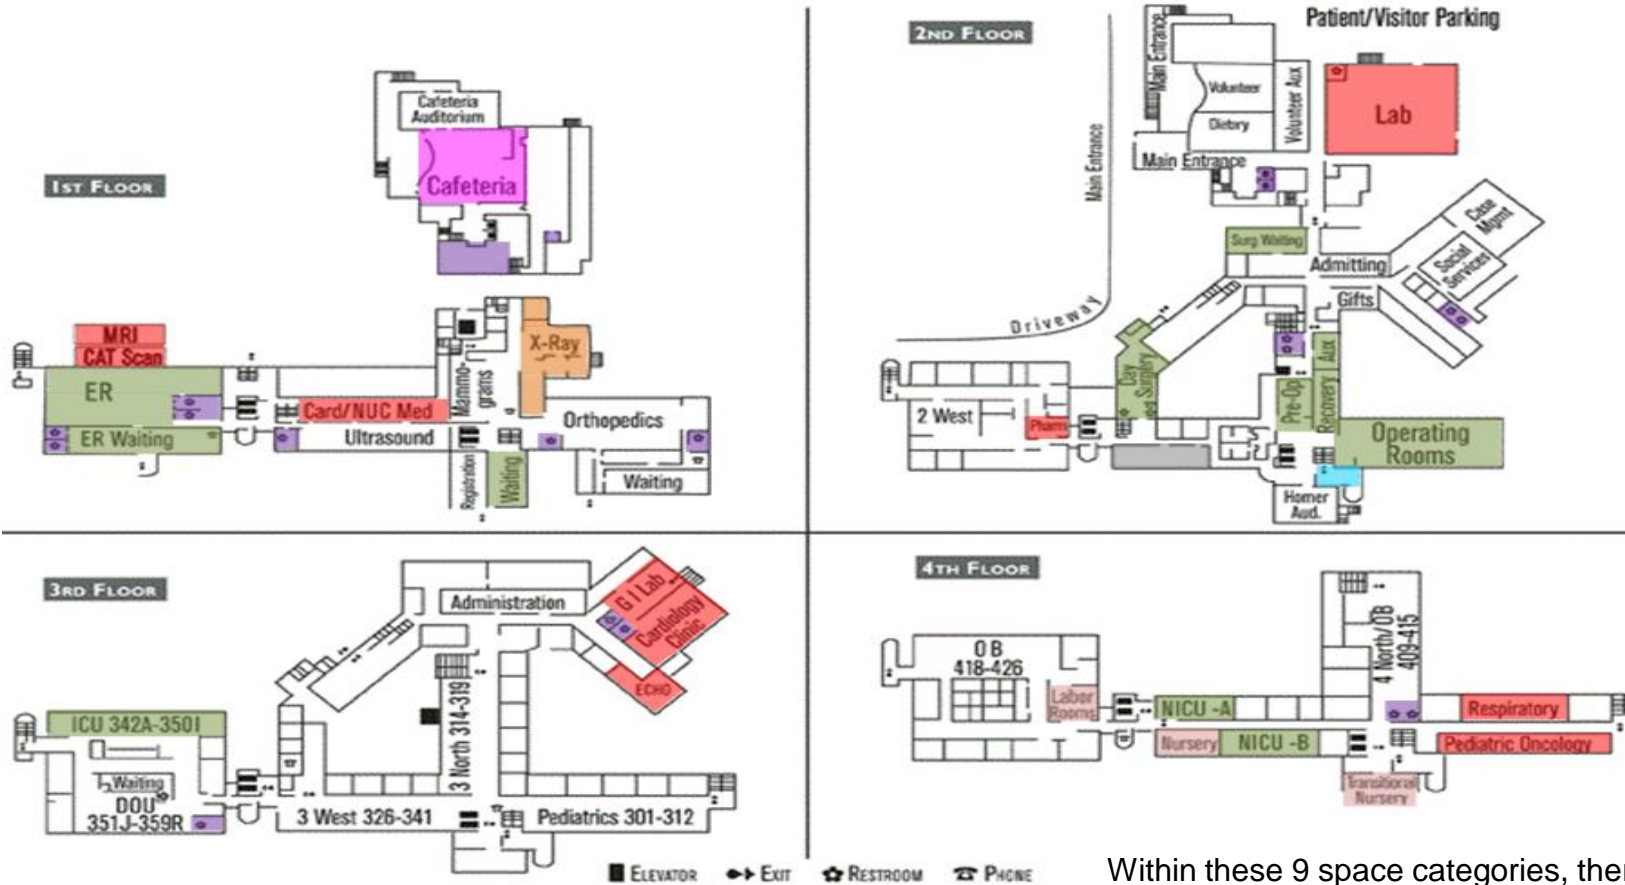 1ST FLOOR
Cafeteria
Auditorium
Cafeteria
MRI
CAT Scan
ER
ER Waiting
Card/NUC Med
Ultrasound
Mammo-
grams
X-Ray
Orthopedics
Registration
Waiting
Waiting
2ND FLOOR
Patient/Visitor Parking
Main Entrance
Volunteer
Dietary
Volunteer Aux
Lab
Main Entrance
Main Entrance
Driveway
Surg Waiting
Admitting
Case
Mgmt
Social
Services
Gifts
Day
Surgery
2 West
Pharm
Pre-Op
Recovery
Aux
Operating
Rooms
Homer
Aud.
3RD FLOOR
Administration
G I Lab
Cardiology
Clinic
ECHO
ICU 342A-350I
Waiting
DOU
351J-359R
3 North 314-319
3 West 326-341
Pediatrics 301-312
4TH FLOOR
O B
418-426
Labor
Rooms
4 North/OB
409-415
NICU -A
Nursery
NICU -B
Respiratory
Pediatric Oncology
Transitional
Nursery
ELEVATOR EXIT RESTROOM PHONE
Within these 9 space categories, ther